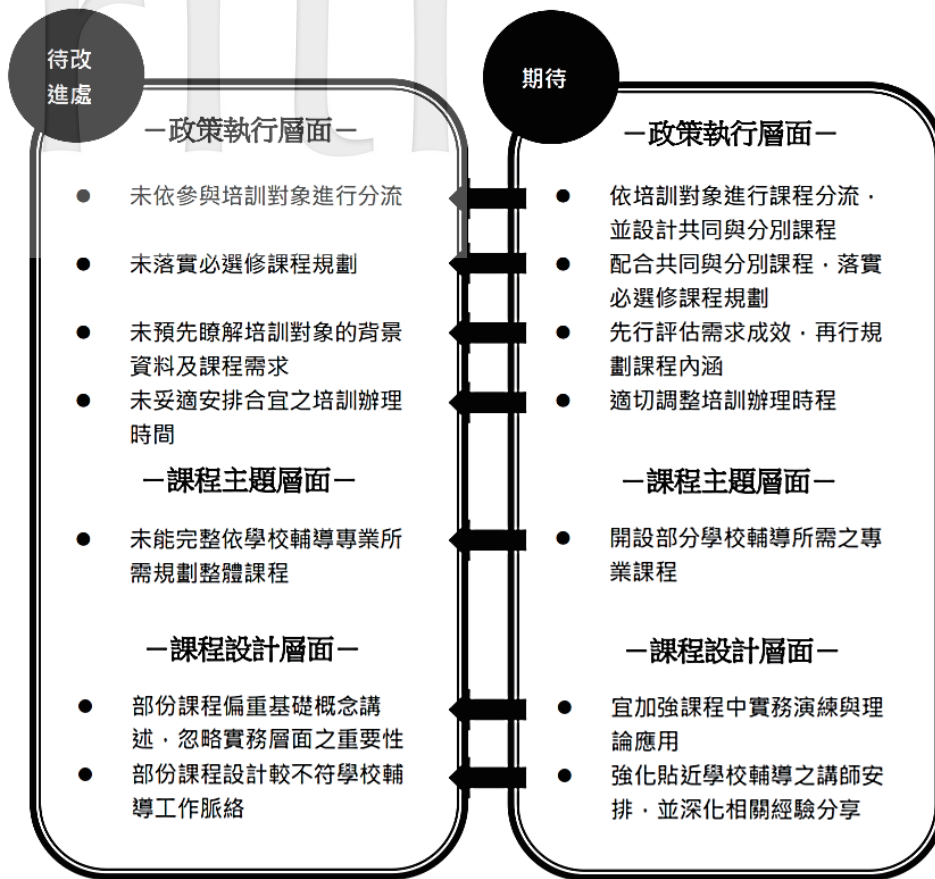 待改
進處
－政策執行層面－
● 未依參與培訓對象進行分流
● 未落實必選修課程規劃
● 未預先瞭解培訓對象的背景
資料及課程需求
● 未妥適安排合宜之培訓辦理
時間
－課程主題層面－
● 未能完整依學校輔導專業所
需規劃整體課程
－課程設計層面－
● 部份課程偏重基礎概念講
述，忽略實務層面之重要性
● 部份課程設計較不符學校輔
導工作脈絡
期待
－政策執行層面－
● 依培訓對象進行課程分流，
並設計共同與分別課程
● 配合共同與分別課程，落實
必選修課程規劃
● 先行評估需求成效，再行規
劃課程內涵
● 適切調整培訓辦理時程
－課程主題層面－
● 開設部分學校輔導所需之專
業課程
－課程設計層面－
● 宜加強課程中實務演練與理
論應用
● 強化貼近學校輔導之講師安
排，並深化相關經驗分享